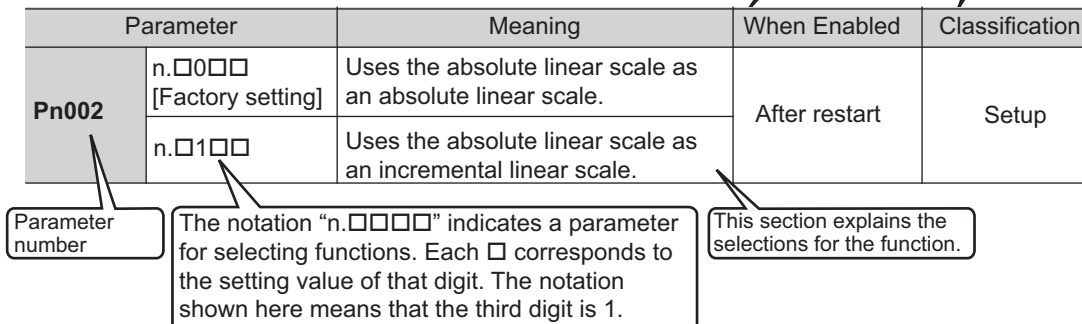 Parameter Meaning When Enabled Classification
Pn002
n.□0□□
[Factory setting]
Uses the absolute linear scale as
an absolute linear scale.
n.□1□□
Uses the absolute linear scale as
an incremental linear scale.
After restart
Setup
Parameter
number
The notation “n.□□□□” indicates a parameter
for selecting functions. Each □ corresponds to
the setting value of that digit. The notation
shown here means that the third digit is 1.
This section explains the
selections for the function.